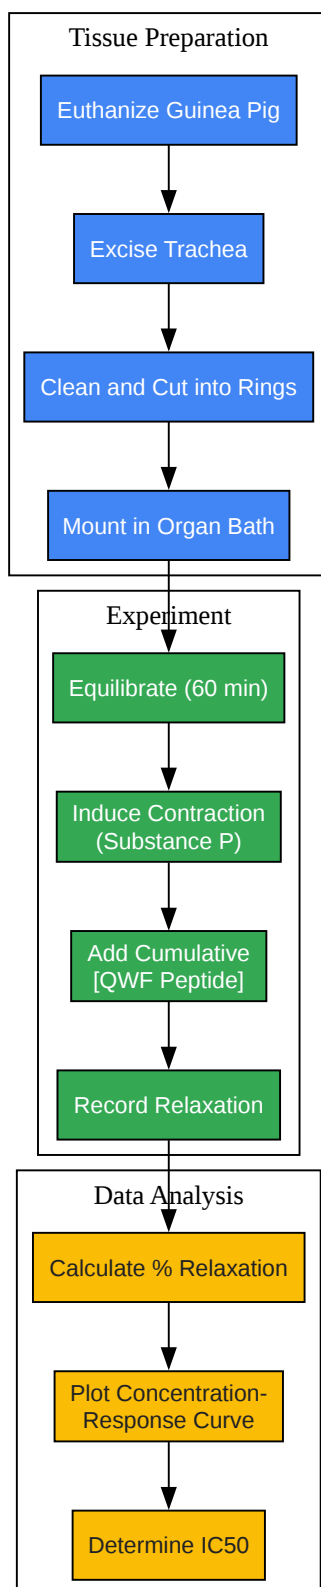 Tissue Preparation
Euthanize Guinea Pig
Excise Trachea
Clean and Cut into Rings
Mount in Organ Bath
Experiment
Equilibrate (60 min)
Induce Contraction
(Substance P)
Add Cumulative
[QWF Peptide]
Record Relaxation
Data Analysis
Calculate % Relaxation
Plot Concentration-
Response Curve
Determine IC50